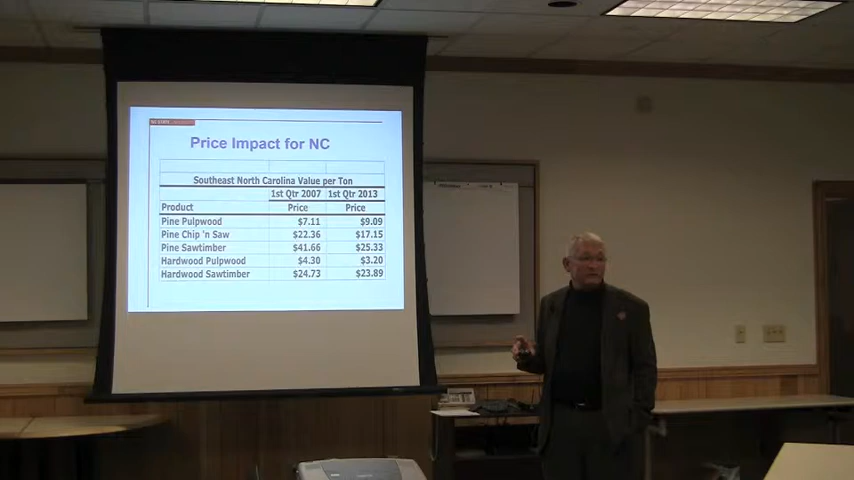 NC STATE
Price Impact for NC
Southeast North Carolina Value per Ton
1st Qtr 2007 1st Qtr 2013
Product Price Price
Pine Pulpwood $7.11 $9.09
Pine Chip 'n Saw $22.36 $17.15
Pine Sawtimber $41.66 $25.33
Hardwood Pulpwood $4.30 $3.20
Hardwood Sawtimber $24.73 $23.89